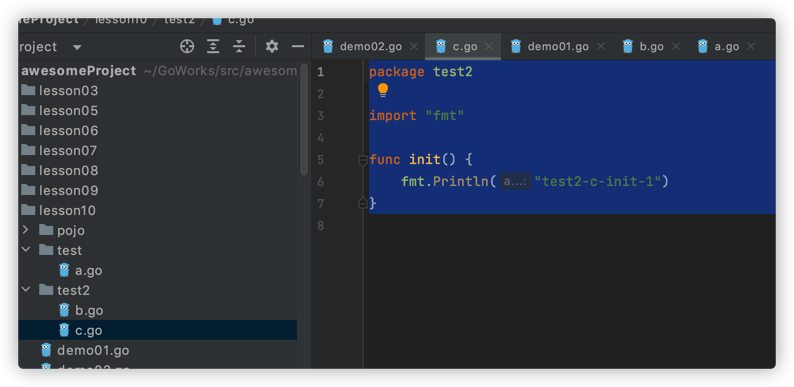 meProject lesson10 test2 c.go
roject
demo02.go c.go demo01.go b.go a.go
awesomeProject ~/GoWorks/src/awesom
lesson03
lesson05
lesson06
lesson07
lesson08
lesson09
lesson10
pojo
test
a.go
test2
b.go
c.go
demo01.go
demo02.go
1 package test2
2
3 import "fmt"
4
5 func init() {
6 fmt.Println( a...: "test2-c-init-1")
7 }
8